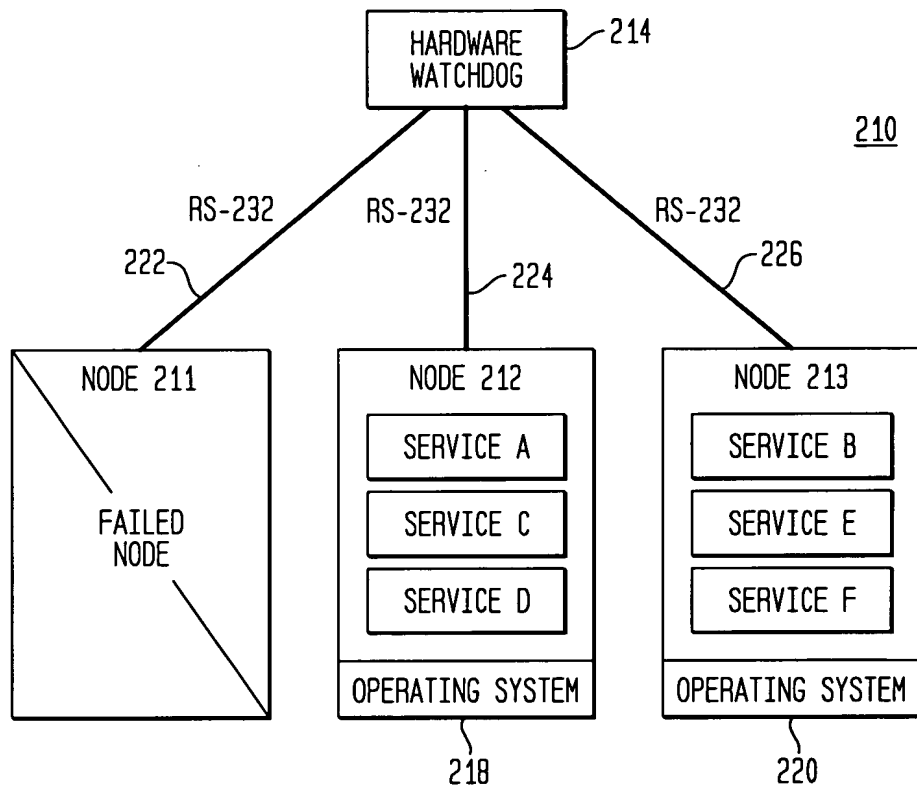 HARDWARE
WATCHDOG
214
210
RS-232
RS-232
RS-232
222
224
226
NODE 211
FAILED
NODE
NODE 212
SERVICE A
SERVICE C
SERVICE D
OPERATING SYSTEM
218
NODE 213
SERVICE B
SERVICE E
SERVICE F
OPERATING SYSTEM
220